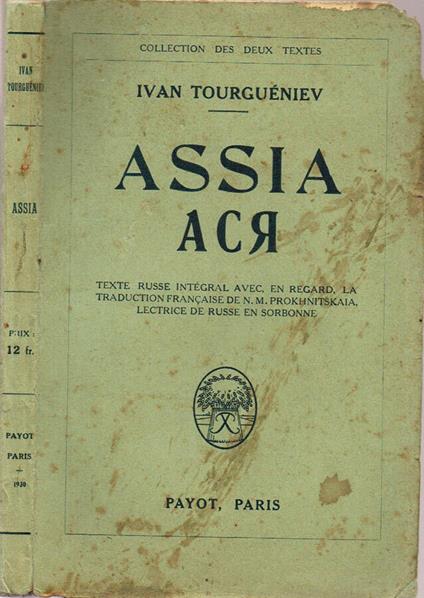 COLLECTION DES DEUX TEXTES
IVAN TOURGUÉNIEV
ASSIA
АСЯ
TEXTE RUSSE INTÉGRAL AVEC, EN REGARD, LA
TRADUCTION FRANÇAISE DE N. M. PROKHNITSKAIA,
LECTRICE DE RUSSE EN SORBONNE
PAYOT, PARIS
IVAN
TOURGUÉNIEV
ASSIA
PRIX :
12 fr.
PAYOT
PARIS
1930